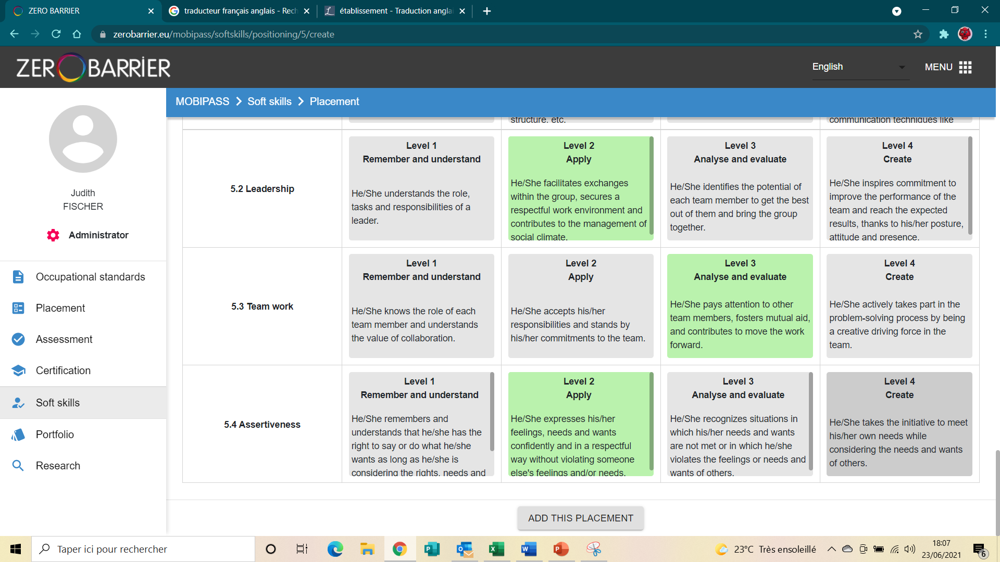 ZERO BARRIER
traducteur français anglais - Rech
établissement - Traduction angla
zerobarrier.eu/mobipass/softskills/positioning/5/create
ZEROBARRIER
English
MENU
MOBIPASS > Soft skills > Placement
Judith
FISCHER
Administrator
Occupational standards
Placement
Assessment
Certification
Soft skills
Portfolio
Research
structure, etc.
communication techniques like
5.2 Leadership
Level 1
Remember and understand
He/She understands the role,
tasks and responsibilities of a
leader.
Level 2
Apply
He/She facilitates exchanges
within the group, secures a
respectful work environment and
contributes to the management of
social climate.
Level 3
Analyse and evaluate
He/She identifies the potential of
each team member to get the best
out of them and bring the group
together.
Level 4
Create
He/She inspires commitment to
improve the performance of the
team and reach the expected
results, thanks to his/her posture,
attitude and presence.
5.3 Team work
Level 1
Remember and understand
He/She knows the role of each
team member and understands
the value of collaboration.
Level 2
Apply
He/She accepts his/her
responsibilities and stands by
his/her commitments to the team.
Level 3
Analyse and evaluate
He/She pays attention to other
team members, fosters mutual aid,
and contributes to move the work
forward.
Level 4
Create
He/She actively takes part in the
problem-solving process by being
a creative driving force in the
team.
5.4 Assertiveness
Level 1
Remember and understand
He/She remembers and
understands that he/she has the
right to say or do what he/she
wants as long as he/she is
considering the rights, needs and
Level 2
Apply
He/She expresses his/her
feelings, needs and wants
confidently and in a respectful
way without violating someone
else's feelings and/or needs.
Level 3
Analyse and evaluate
He/She recognizes situations in
which his/her needs and wants
are not met or in which he/she
violates the feelings or needs and
wants of others.
Level 4
Create
He/She takes the initiative to meet
his/her own needs while
considering the needs and wants
of others.
ADD THIS PLACEMENT
Taper ici pour rechercher
23°C Très ensoleillé
18:07
23/06/2021
6